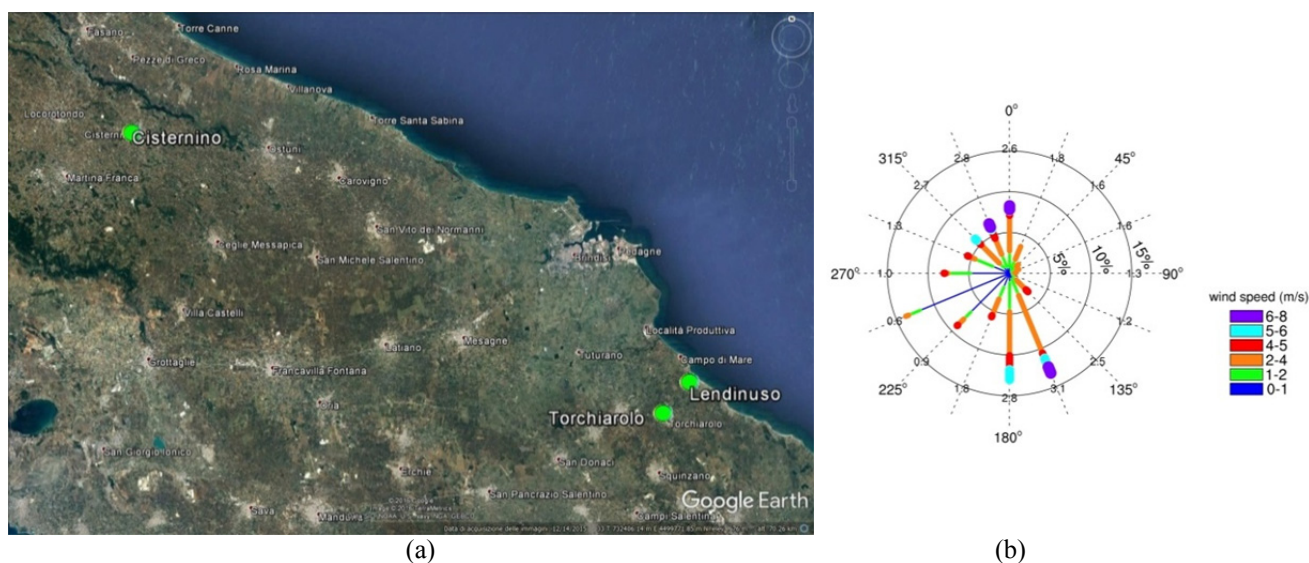 Fasano
Torre Canne
Pezze di Greco
Rosa Marina
Villanova
Locorotondo
Torre Santa Sabina
Cisternino
Ostuni
Martina Franca
Carovigno
San Vito dei Normanni
Ceglie Messapica
San Michele Salentino
Brindisi
Villa Castelli
Località Produttiva
Latiano
Mesagne
Tuturano
Campo di Mare
Grottaglie
Francavilla Fontana
Lendinuso
Oria
Torchiarolo
Torchiarolo
San Giorgio Ionico
Erchie
San Donaci
Squinzano
San Pancrazio Salentino
Google Earth
Sava
Manduria
Campi Salentina
(a)
0°
315°
2.8
2.6
1.8
45°
2.7
1.6
1.3
1.6
15%
10%
5%
270°
1.0
1.3
90°
0.6
1.2
0.9
2.5
225°
1.8
2.8
3.1
135°
180°
wind speed (m/s)
6-8
5-6
4-5
2-4
1-2
0-1
(b)